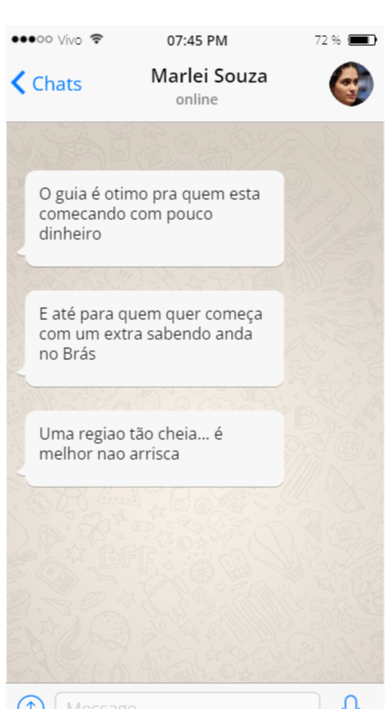 Vivo 07:45 PM 72 %
Chats Marlei Souza
online
O guia é otimo pra quem esta
comecando com pouco
dinheiro
E até para quem quer começa
com um extra sabendo anda
no Brás
Uma regiao tão cheia... é
melhor nao arrisca
Message